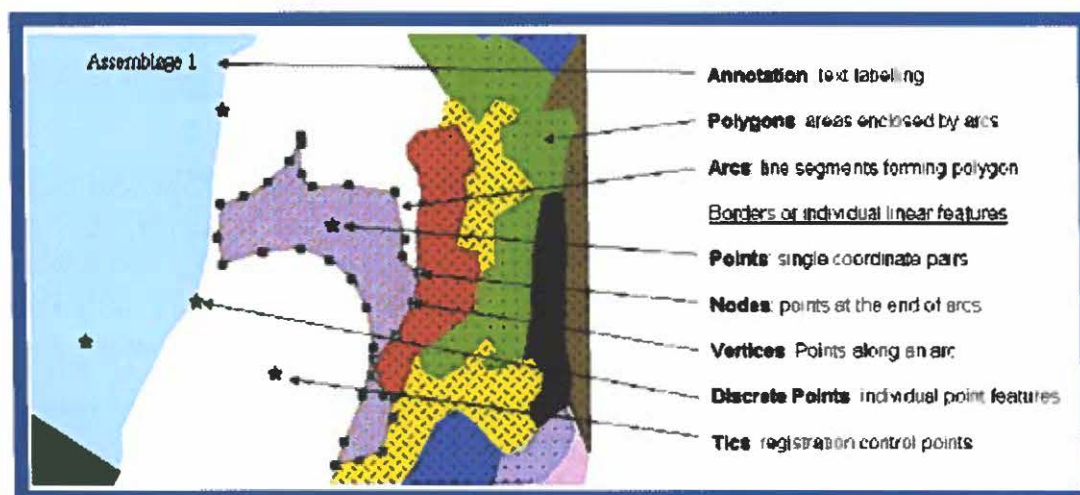 Assemblage 1
Annotation text labelling
Polygons areas enclosed by arcs
Arcs: line segments forming polygon
Borders or individual linear features
Points: single coordinate pairs
Nodes: points at the end of arcs
Vertices Points along an arc
Discrete Points individual point features
Tics registration control points